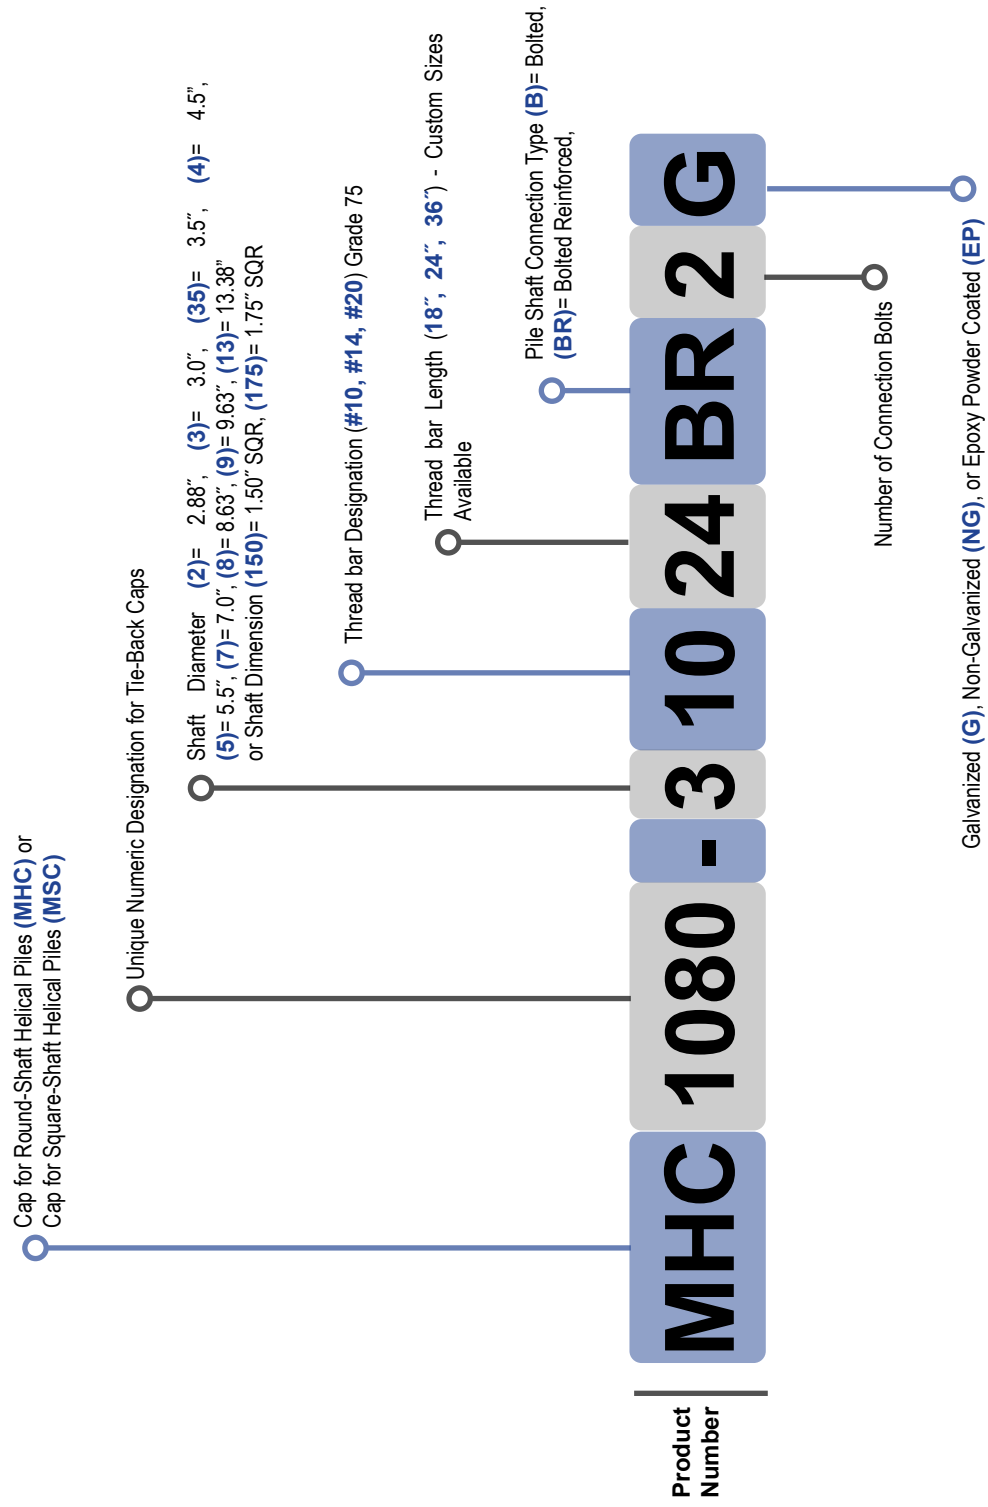 Cap for Round-Shaft Helical Piles (MHC) or
Cap for Square-Shaft Helical Piles (MSC)
Unique Numeric Designation for Tie-Back Caps
Shaft Diameter (2)= 2.88″, (3)= 3.0″, (35)= 3.5″, (4)= 4.5”,
(5)= 5.5”, (7)= 7.0”, (8)= 8.63”, (9)= 9.63”, (13)= 13.38”
or Shaft Dimension (150)= 1.50″ SQR, (175)= 1.75″ SQR
Thread bar Designation (#10, #14, #20) Grade 75
Thread bar Length (18″, 24″, 36″) - Custom Sizes
Available
Pile Shaft Connection Type (B)= Bolted,
(BR)= Bolted Reinforced,
Product
Number
MHC 1080 - 3 10 24 BR 2 G
Number of Connection Bolts
Galvanized (G), Non-Galvanized (NG), or Epoxy Powder Coated (EP)